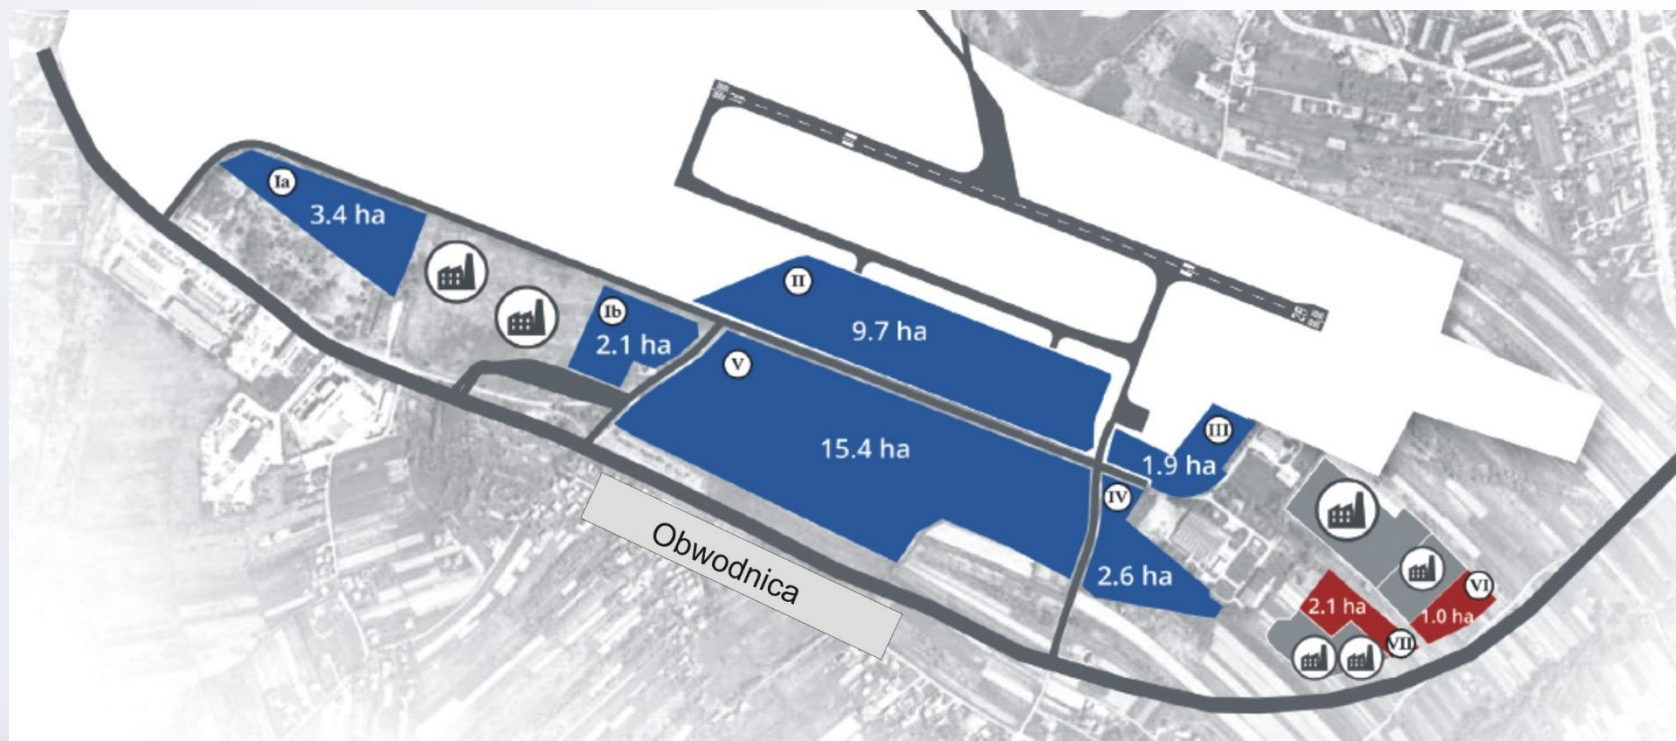 Ia
3.4 ha
Ib
2.1 ha
II
9.7 ha
V
15.4 ha
III
1.9 ha
IV
2.6 ha
VI
1.0 ha
2.1 ha
VII
Obwodnica